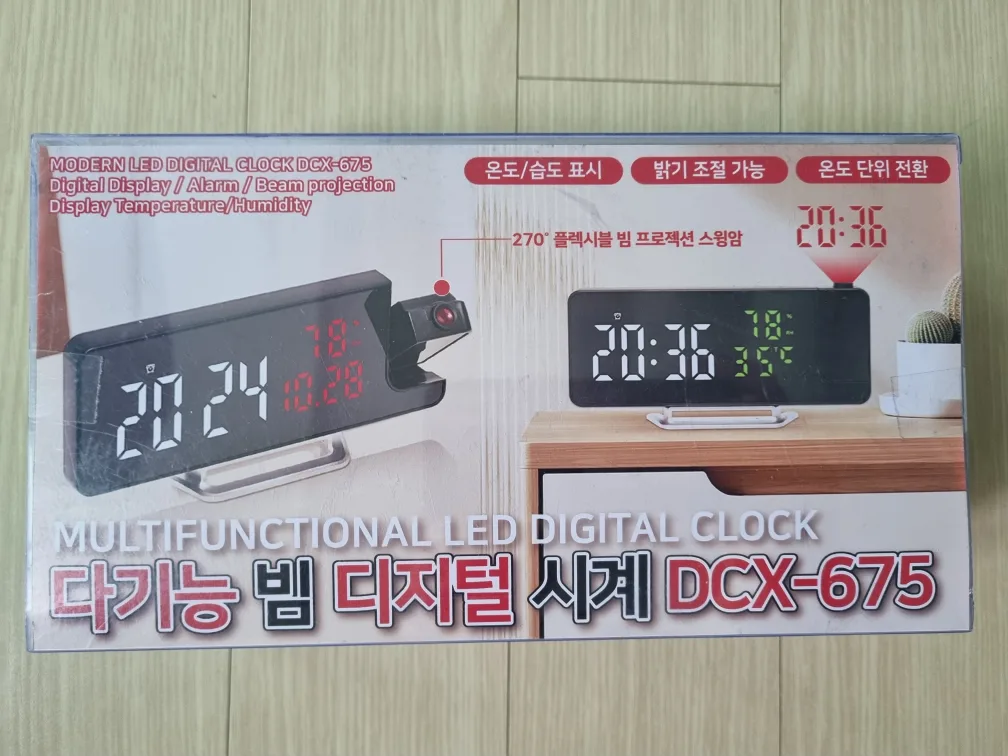 MODERN LED DIGITAL CLOCK DCX-675
Digital Display / Alarm / Beam projection
Display Temperature/Humidity
온도/습도 표시
밝기 조절 가능
온도 단위 전환
270° 플렉시블 빔 프로젝션 스윙암
20:36
78%
20 24
10.28
78%
20:36
35°F
MULTIFUNCTIONAL LED DIGITAL CLOCK
다기능 빔 디지털 시계 DCX-675